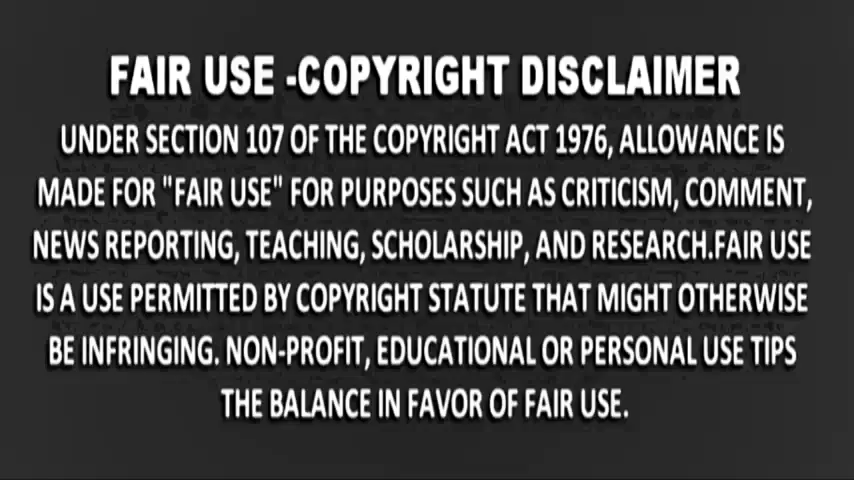 FAIR USE -COPYRIGHT DISCLAIMER
UNDER SECTION 107 OF THE COPYRIGHT ACT 1976, ALLOWANCE IS
MADE FOR "FAIR USE" FOR PURPOSES SUCH AS CRITICISM, COMMENT,
NEWS REPORTING, TEACHING, SCHOLARSHIP, AND RESEARCH.FAIR USE
IS A USE PERMITTED BY COPYRIGHT STATUTE THAT MIGHT OTHERWISE
BE INFRINGING. NON-PROFIT, EDUCATIONAL OR PERSONAL USE TIPS
THE BALANCE IN FAVOR OF FAIR USE.